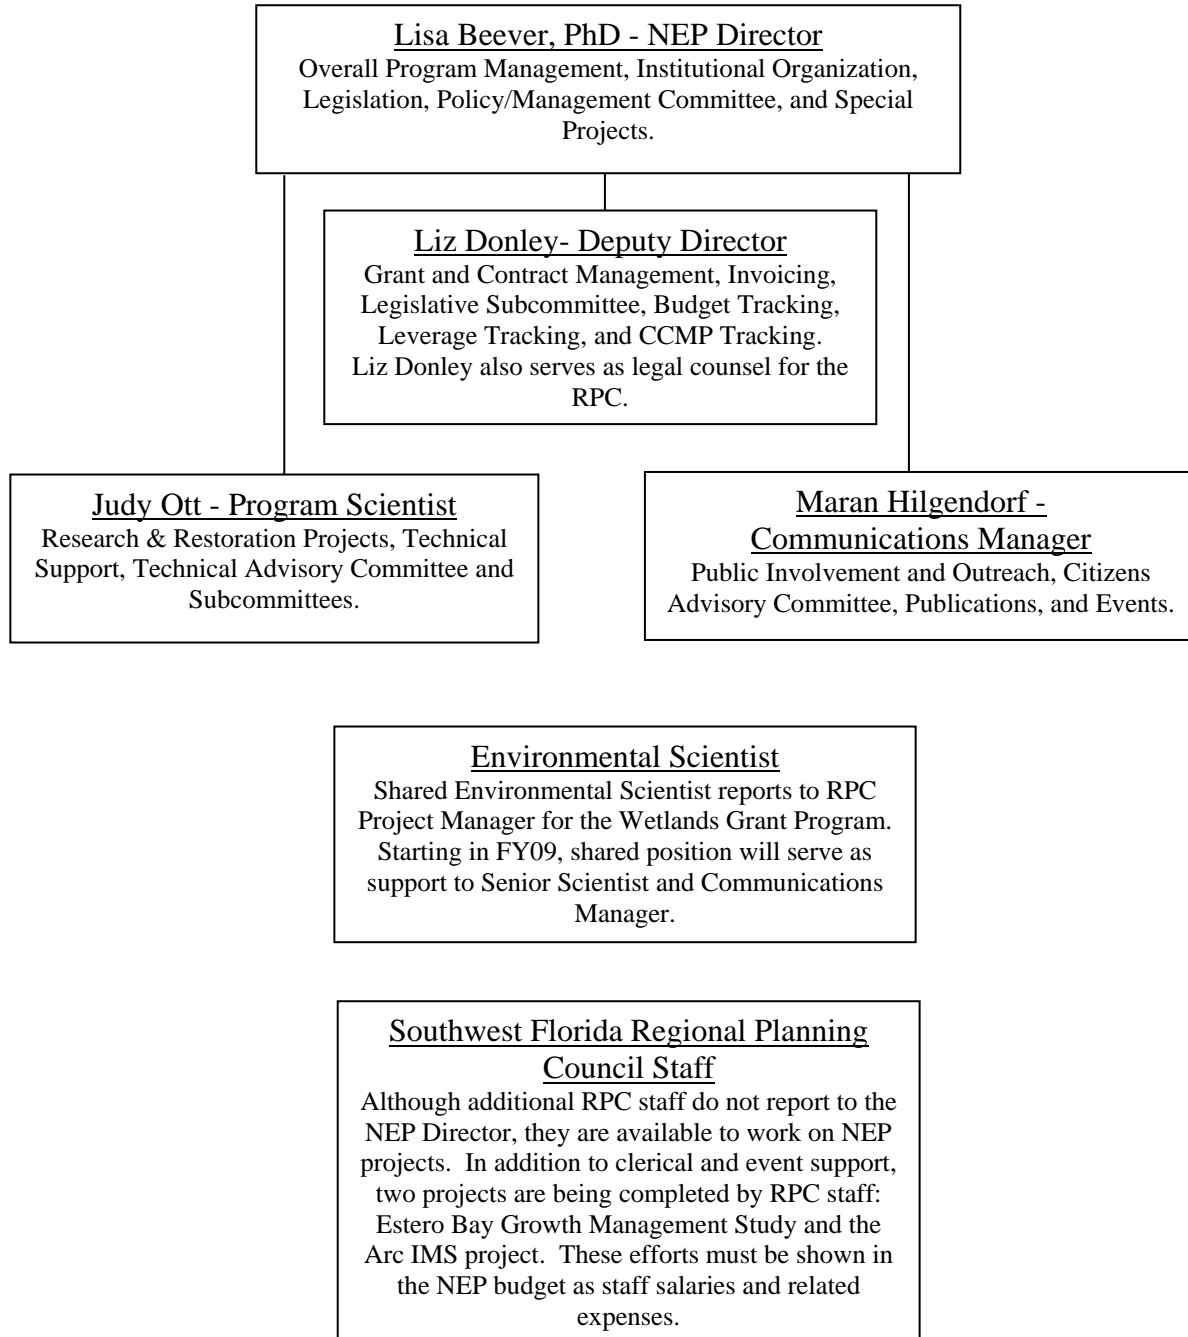 Lisa Beever, PhD - NEP Director
Overall Program Management, Institutional Organization,
Legislation, Policy/Management Committee, and Special
Projects.
Liz Donley- Deputy Director
Grant and Contract Management, Invoicing,
Legislative Subcommittee, Budget Tracking,
Leverage Tracking, and CCMP Tracking.
Liz Donley also serves as legal counsel for the
RPC.
Judy Ott - Program Scientist
Research & Restoration Projects, Technical
Support, Technical Advisory Committee and
Subcommittees.
Maran Hilgendorf -
Communications Manager
Public Involvement and Outreach, Citizens
Advisory Committee, Publications, and Events.
Environmental Scientist
Shared Environmental Scientist reports to RPC
Project Manager for the Wetlands Grant Program.
Starting in FY09, shared position will serve as
support to Senior Scientist and Communications
Manager.
Southwest Florida Regional Planning
Council Staff
Although additional RPC staff do not report to the
NEP Director, they are available to work on NEP
projects.  In addition to clerical and event support,
two projects are being completed by RPC staff:
Estero Bay Growth Management Study and the
Arc IMS project.  These efforts must be shown in
the NEP budget as staff salaries and related
expenses.